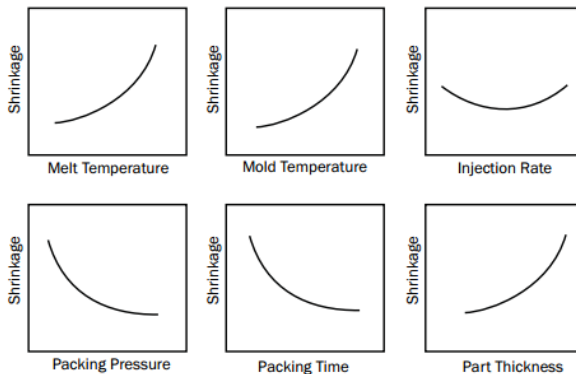 Shrinkage
Melt Temperature
Shrinkage
Mold Temperature
Shrinkage
Injection Rate
Shrinkage
Packing Pressure
Shrinkage
Packing Time
Shrinkage
Part Thickness